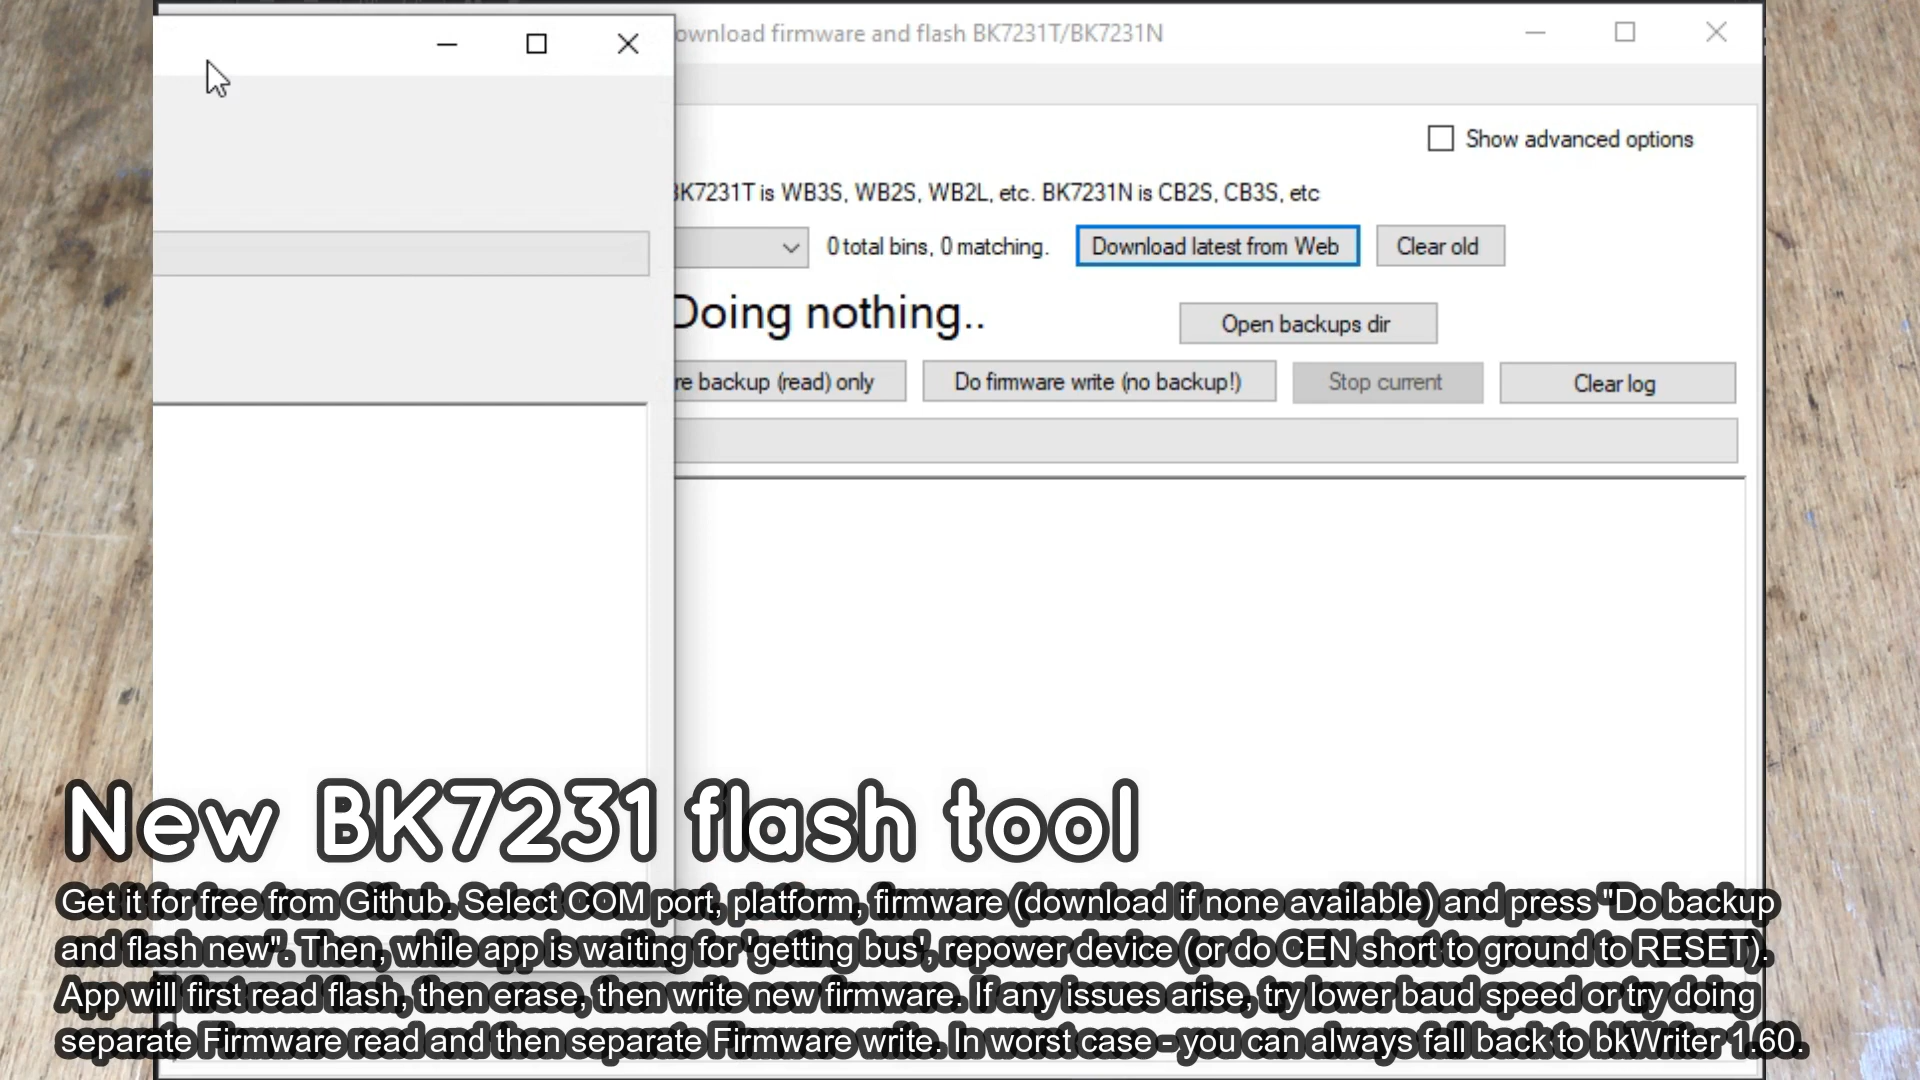 ownload firmware and flash BK7231T/BK7231N
Show advanced options
BK7231T is WB3S, WB2S, WB2L, etc. BK7231N is CB2S, CB3S, etc
0 total bins, 0 matching.
Download latest from Web
Clear old
Doing nothing..
Open backups dir
re backup (read) only
Do firmware write (no backup!)
Stop current
Clear log
New BK7231 flash tool
Get it for free from Github. Select COM port, platform, firmware (download if none available) and press "Do backup
and flash new". Then, while app is waiting for 'getting bus', repower device (or do CEN short to ground to RESET).
App will first read flash, then erase, then write new firmware. If any issues arise, try lower baud speed or try doing
separate Firmware read and then separate Firmware write. In worst case - you can always fall back to bkWriter 1.60.